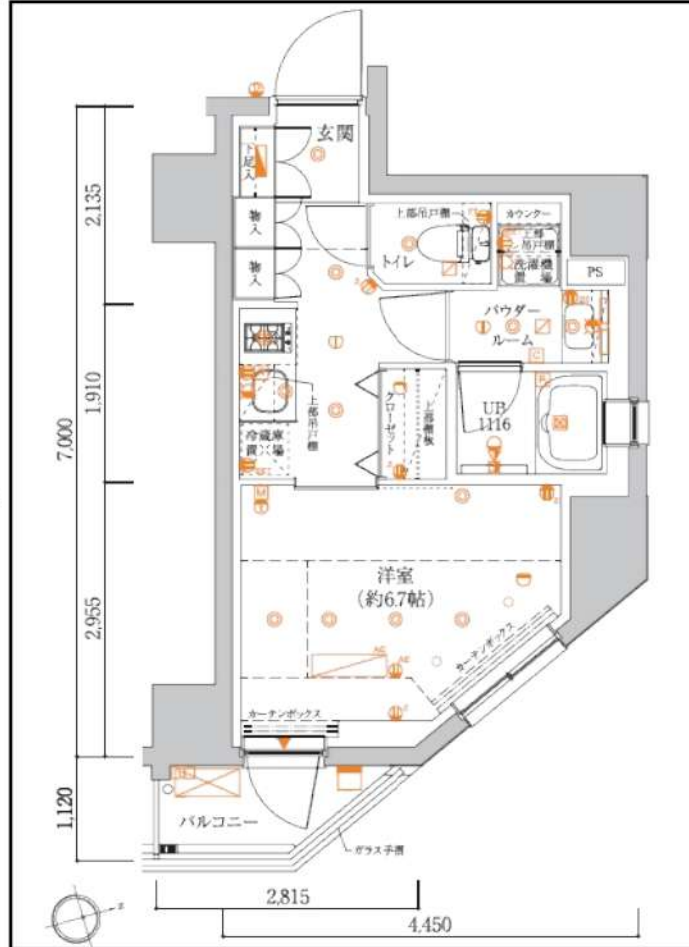 玄関
下足入
物入
物入
上部吊戸棚
トイレ
カウンター
上部
吊戸棚
洗濯機
置場
PS
パウダー
ルーム
上部吊戸棚
冷蔵庫
置場
クローゼット
上部棚板
UB
1116
洋室
(約6.7帖)
カーテンボックス
カーテンボックス
バルコニー
ガラス手摺
2,135
1,910
7,000
2,955
1,120
2,815
4,450